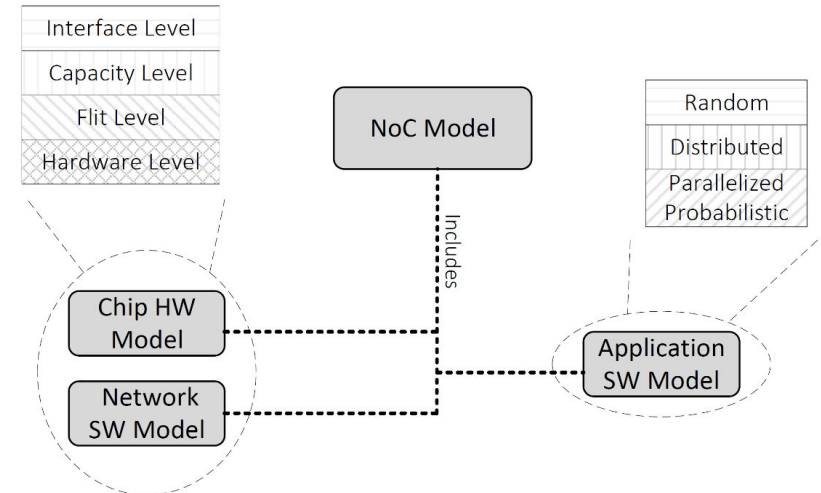 Interface Level
Capacity Level
Flit Level
Hardware Level
NoC Model
Random
Distributed
Parallelized
Probabilistic
Includes
Chip HW
Model
Network
SW Model
Application
SW Model